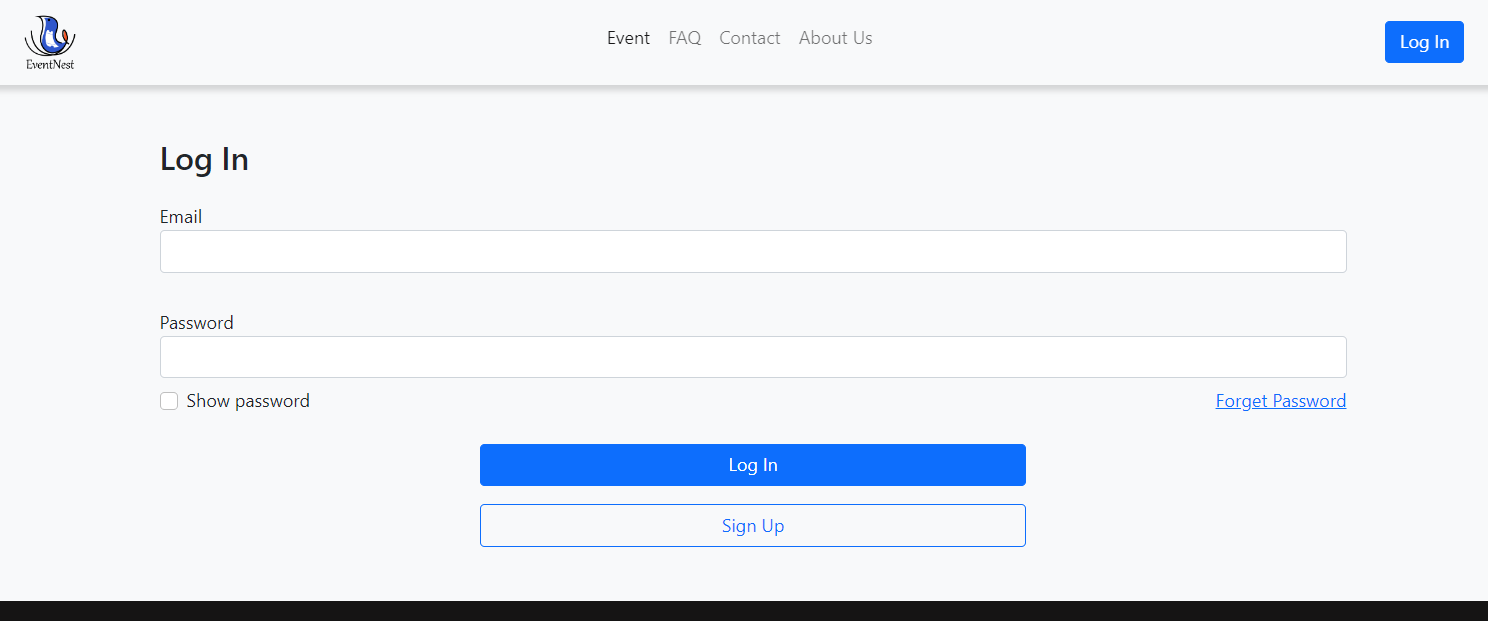 EventNest
Event FAQ Contact About Us
Log In
Log In
Email
Password
Show password Forget Password
Log In
Sign Up